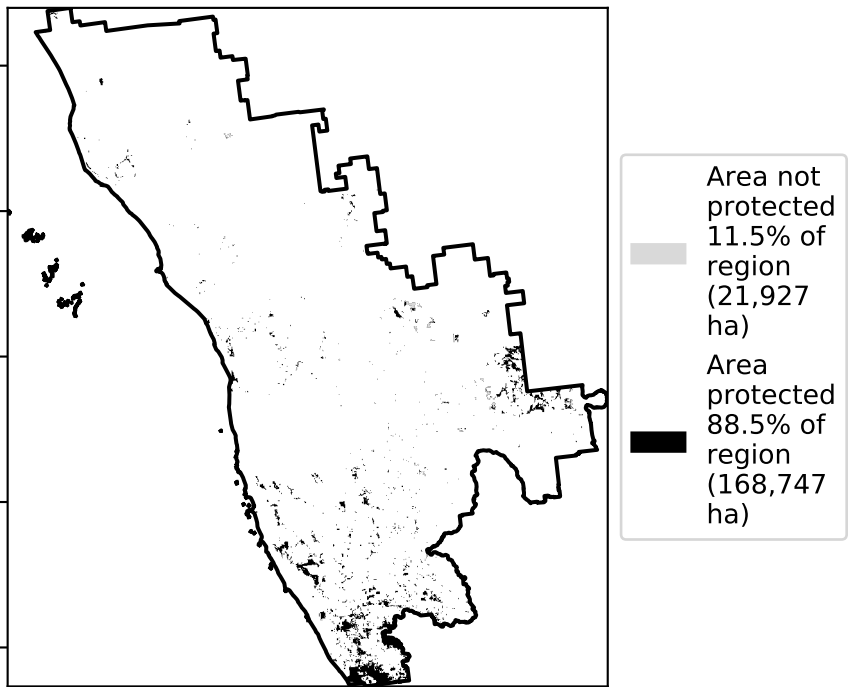 Area not
protected
11.5% of
region
(21,927
ha)
Area
protected
88.5% of
region
(168,747
ha)